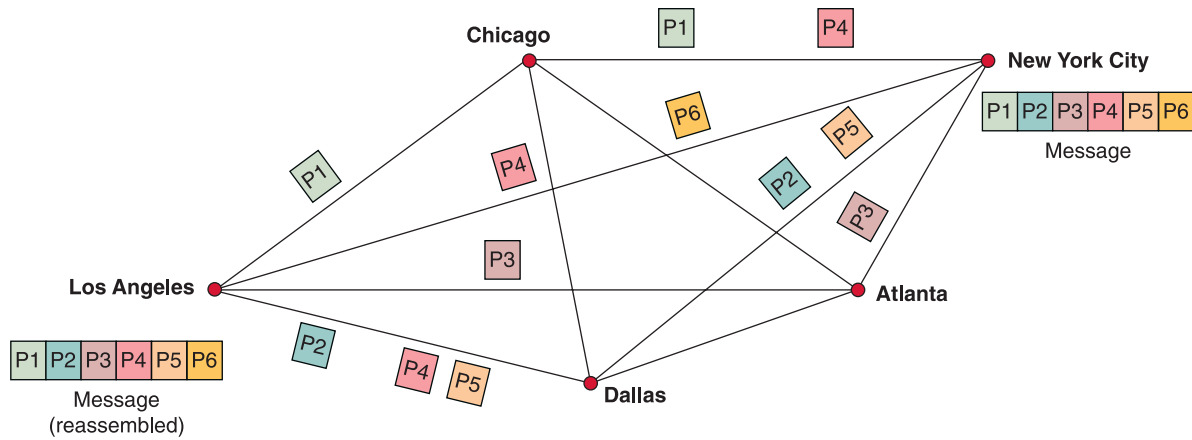 P1 P4
Chicago
New York City
P6
P5
P1 P2 P3 P4 P5 P6
Message
P4
P1
P2
P3
P3
Los Angeles
Atlanta
P2
P4
P5
P1 P2 P3 P4 P5 P6
Dallas
Message
(reassembled)